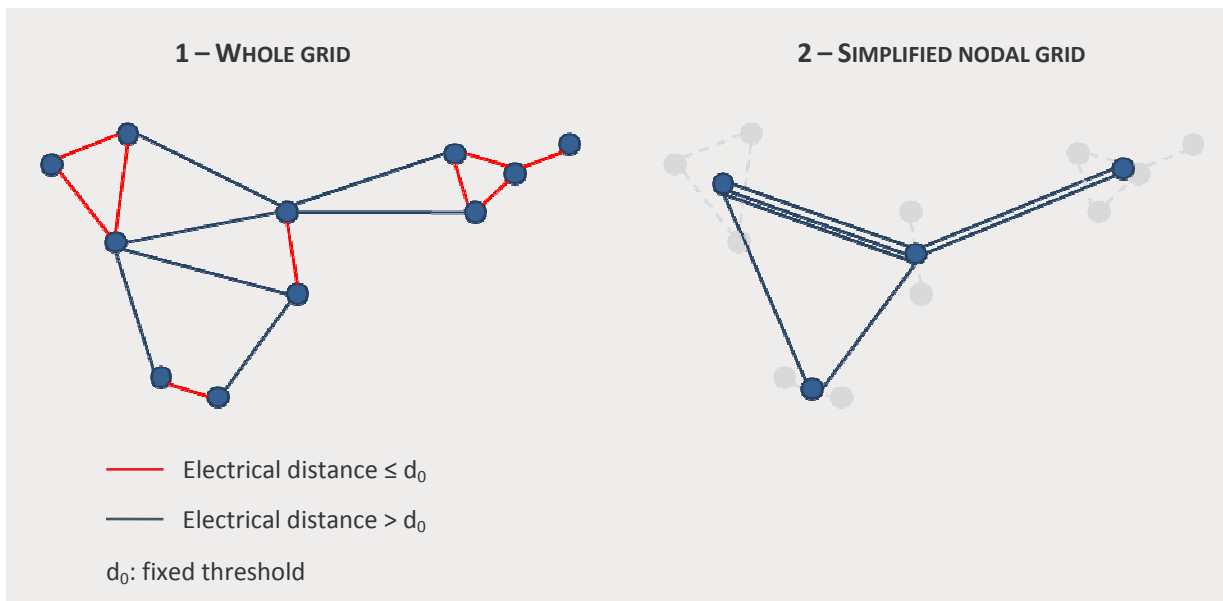 1 – WHOLE GRID
2 – SIMPLIFIED NODAL GRID
Electrical distance ≤ d₀
Electrical distance > d₀
d₀: fixed threshold